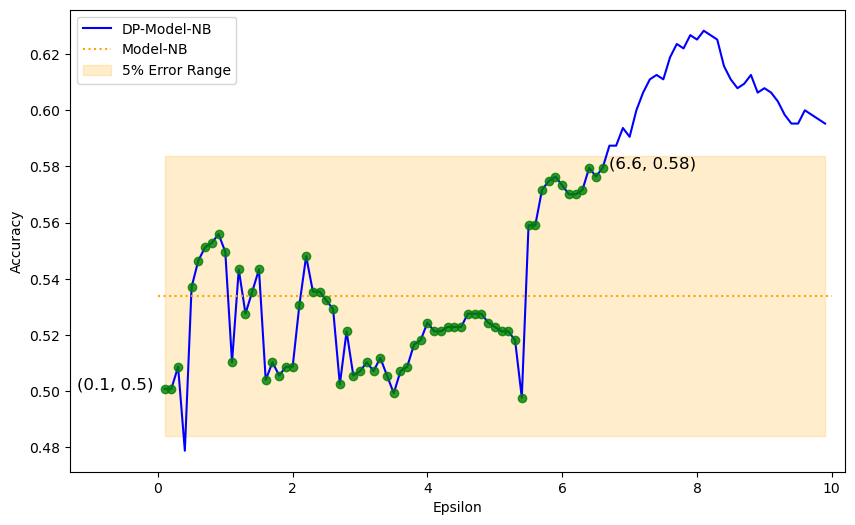 DP-Model-NB
Model-NB
5% Error Range
0.62
0.60
0.58
0.56
0.54
0.52
0.50
0.48
Accuracy
(6.6, 0.58)
(0.1, 0.5)
0 2 4 6 8 10
Epsilon